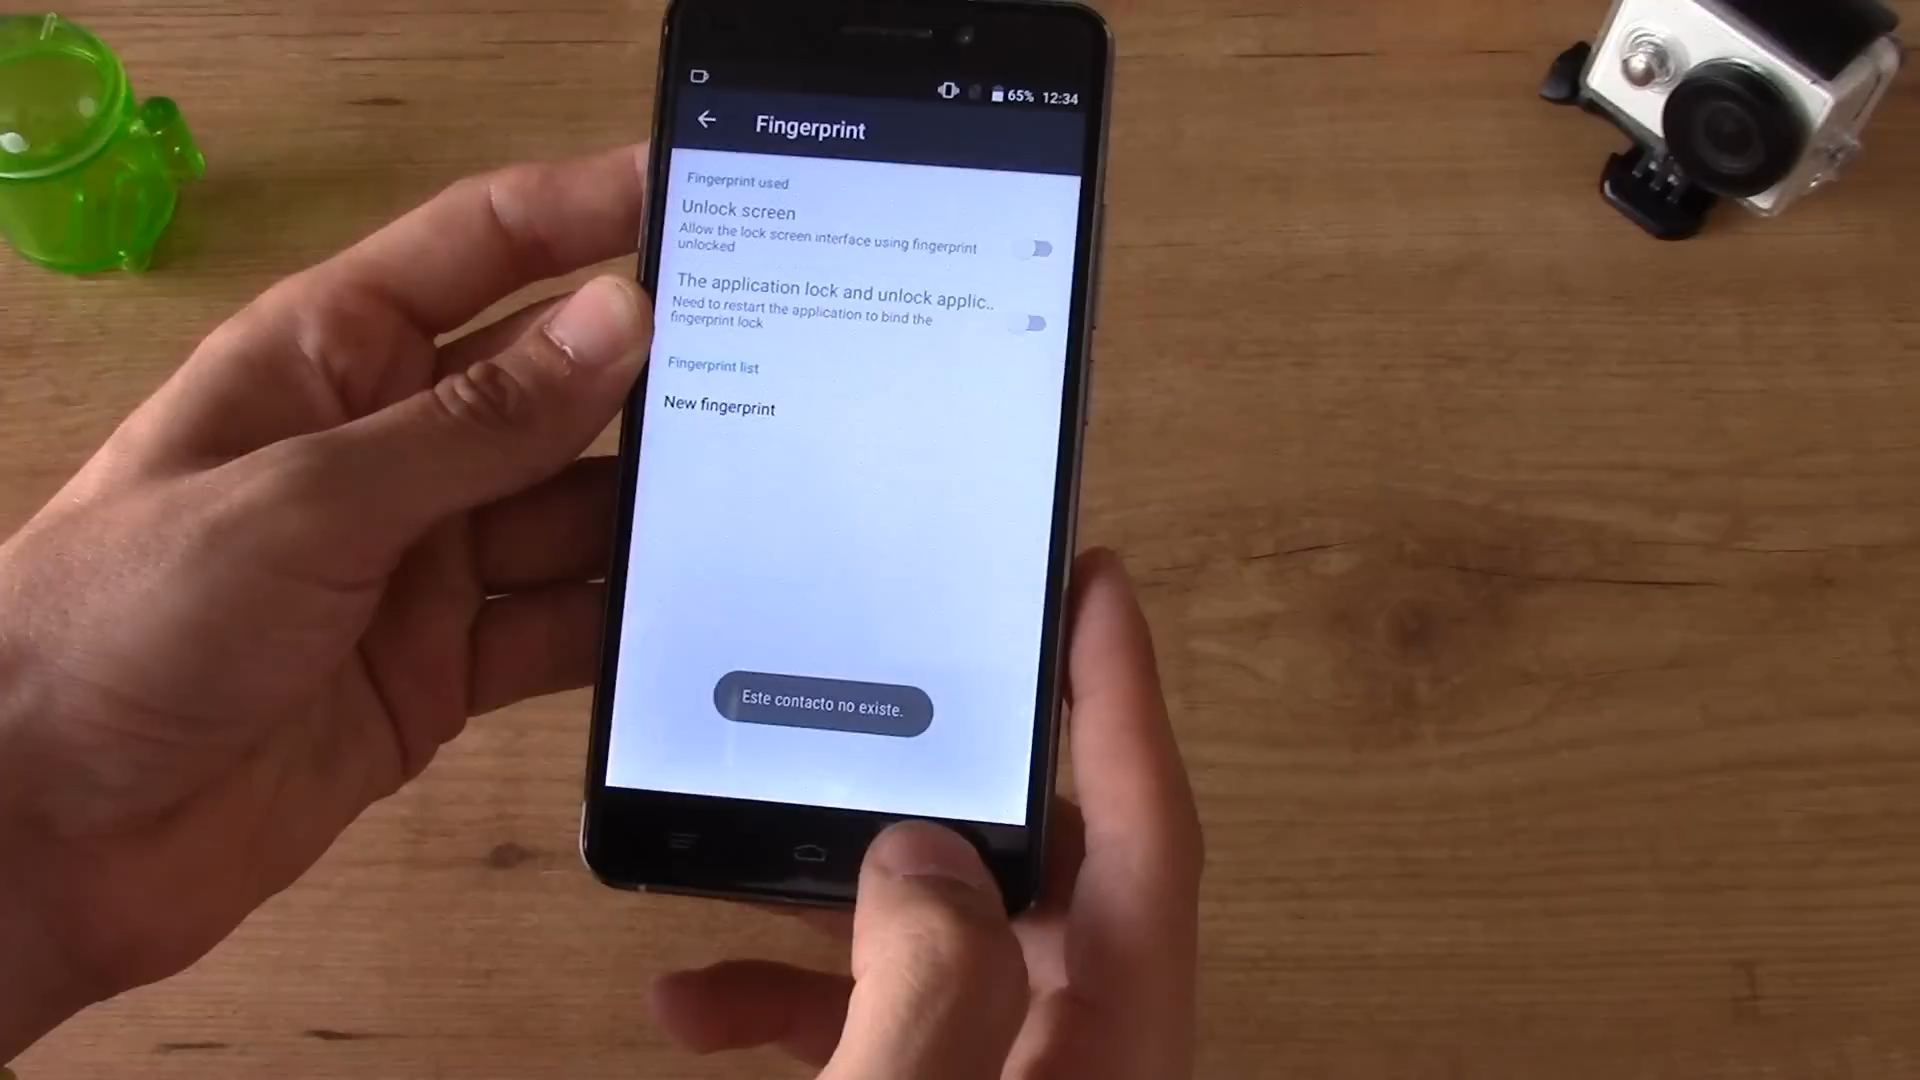 65% 12:34
Fingerprint
Fingerprint used
Unlock screen
Allow the lock screen interface using fingerprint
unlocked
The application lock and unlock applic..
Need to restart the application to bind the
fingerprint lock
Fingerprint list
New fingerprint
Este contacto no existe.